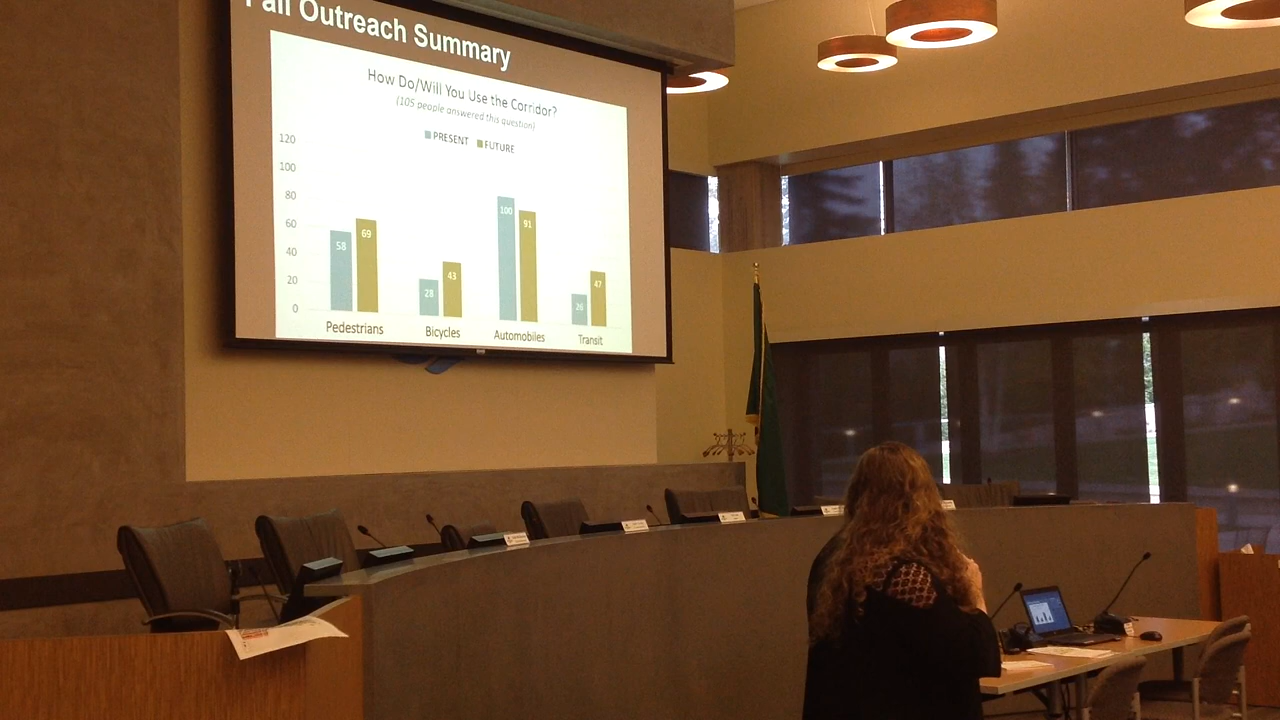 Fall Outreach Summary
How Do/Will You Use the Corridor?
(105 people answered this question)
PRESENT FUTURE
120
100
80
60
40
20
0
58 69
28 43
100 91
26 47
Pedestrians Bicycles Automobiles Transit